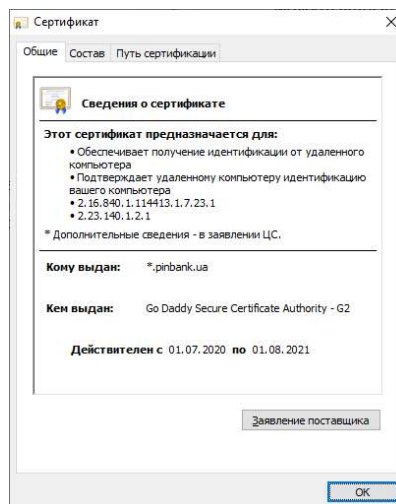 Сертификат
Общие Состав Путь сертификации
Сведения о сертификате
Этот сертификат предназначается для:
• Обеспечивает получение идентификации от удаленного
компьютера
• Подтверждает удаленному компьютеру идентификацию
вашего компьютера
• 2.16.840.1.114413.1.7.23.1
• 2.23.140.1.2.1
* Дополнительные сведения - в заявлении ЦС.
Кому выдан: *.pinbank.ua
Кем выдан: Go Daddy Secure Certificate Authority - G2
Действителен с 01.07.2020 по 01.08.2021
Заявление поставщика
ОК